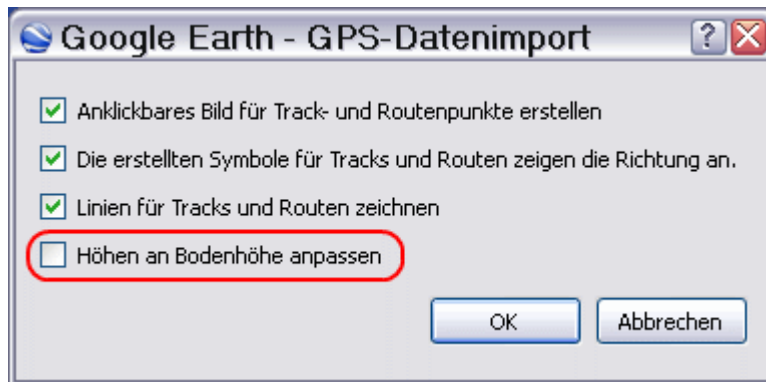 Google Earth - GPS-Datenimport
Anklickbares Bild für Track- und Routenpunkte erstellen
Die erstellten Symbole für Tracks und Routen zeigen die Richtung an.
Linien für Tracks und Routen zeichnen
Höhen an Bodenhöhe anpassen
OK
Abbrechen